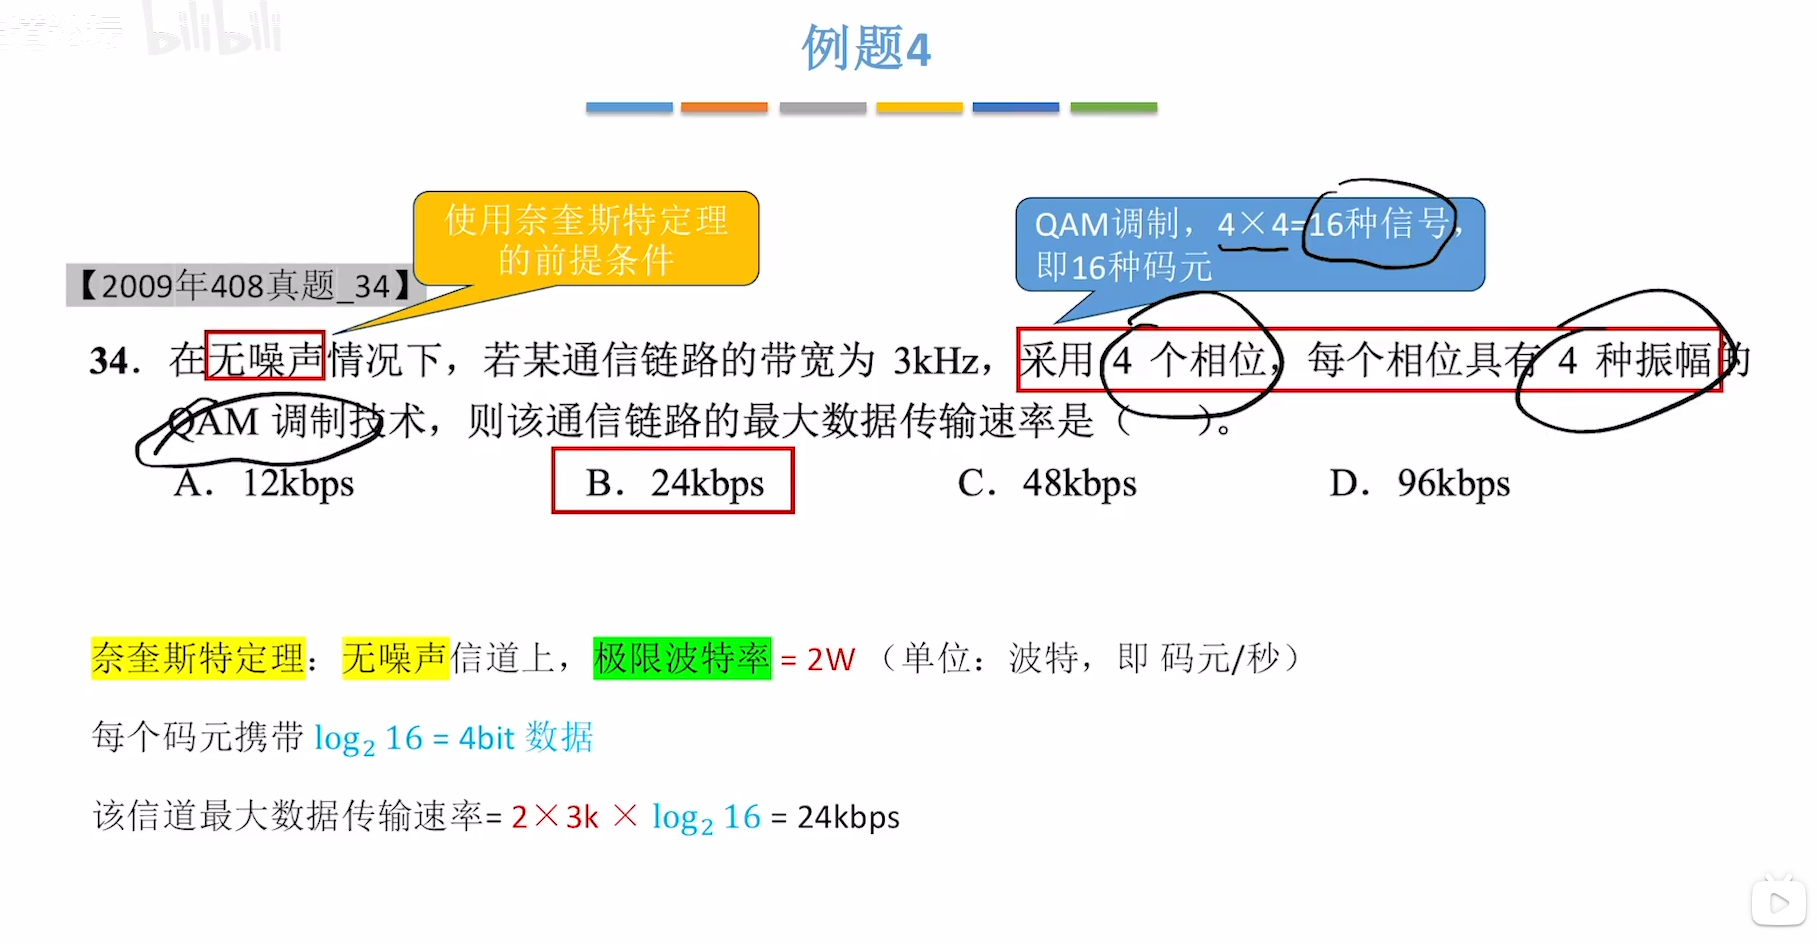 bilibili
例题4
使用奈奎斯特定理
的前提条件
QAM调制，4×4=16种信号，
即16种码元
【2009年408真题_34】
34． 在无噪声情况下，若某通信链路的带宽为 3kHz，采用 4 个相位，每个相位具有 4 种振幅的
QAM 调制技术，则该通信链路的最大数据传输速率是（ ）。
A． 12kbps B． 24kbps C． 48kbps D． 96kbps
奈奎斯特定理：无噪声信道上，极限波特率 = 2W （单位：波特，即 码元/秒）
每个码元携带 log₂ 16 = 4bit 数据
该信道最大数据传输速率= 2×3k × log₂ 16 = 24kbps